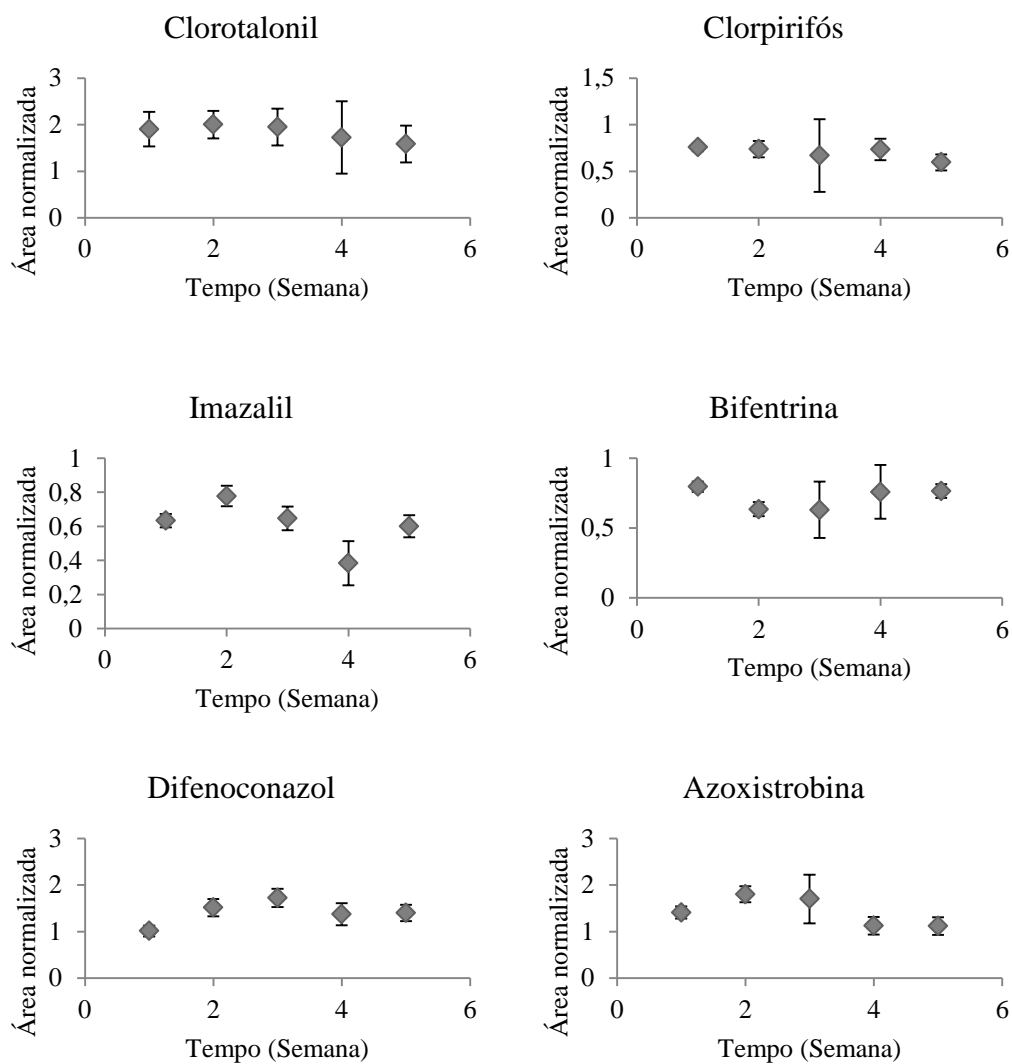 Clorotalonil
Área normalizada
3
2
1
0
0 2 4 6
Tempo (Semana)
Clorpirifós
Área normalizada
1,5
1
0,5
0
0 2 4 6
Tempo (Semana)
Imazalil
Área normalizada
1
0,8
0,6
0,4
0,2
0
0 2 4 6
Tempo (Semana)
Bifentrina
Área normalizada
1
0,5
0
0 2 4 6
Tempo (Semana)
Difenoconazol
Área normalizada
3
2
1
0
0 2 4 6
Tempo (Semana)
Azoxistrobina
Área normalizada
3
2
1
0
0 2 4 6
Tempo (Semana)